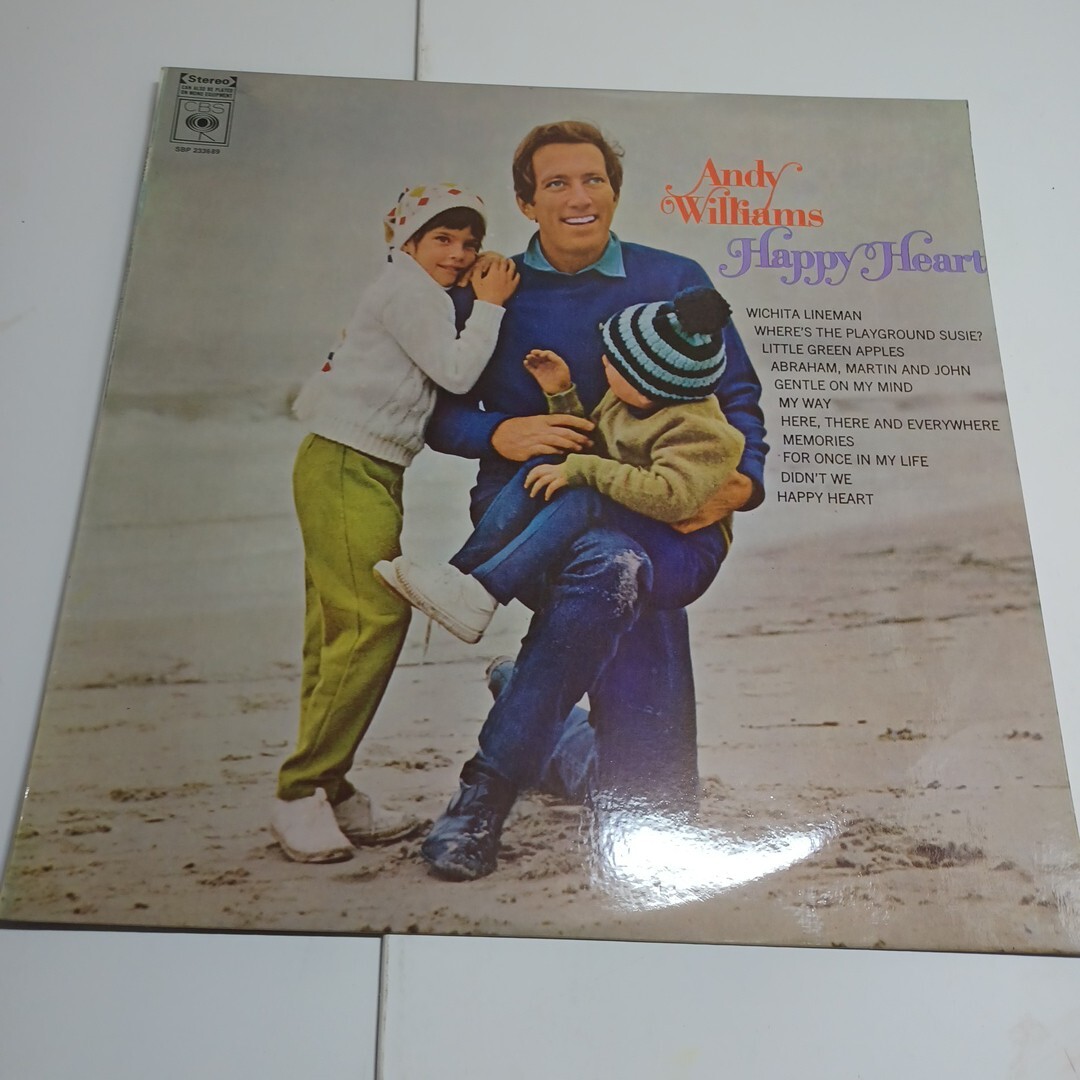 Stereo
CAN ALSO BE PLAYED
ON MONO EQUIPMENT
CBS
SBP 233689
Andy
Williams
Happy Heart
WICHITA LINEMAN
WHERE'S THE PLAYGROUND SUSIE?
LITTLE GREEN APPLES
ABRAHAM, MARTIN AND JOHN
GENTLE ON MY MIND
MY WAY
HERE, THERE AND EVERYWHERE
MEMORIES
FOR ONCE IN MY LIFE
DIDN'T WE
HAPPY HEART